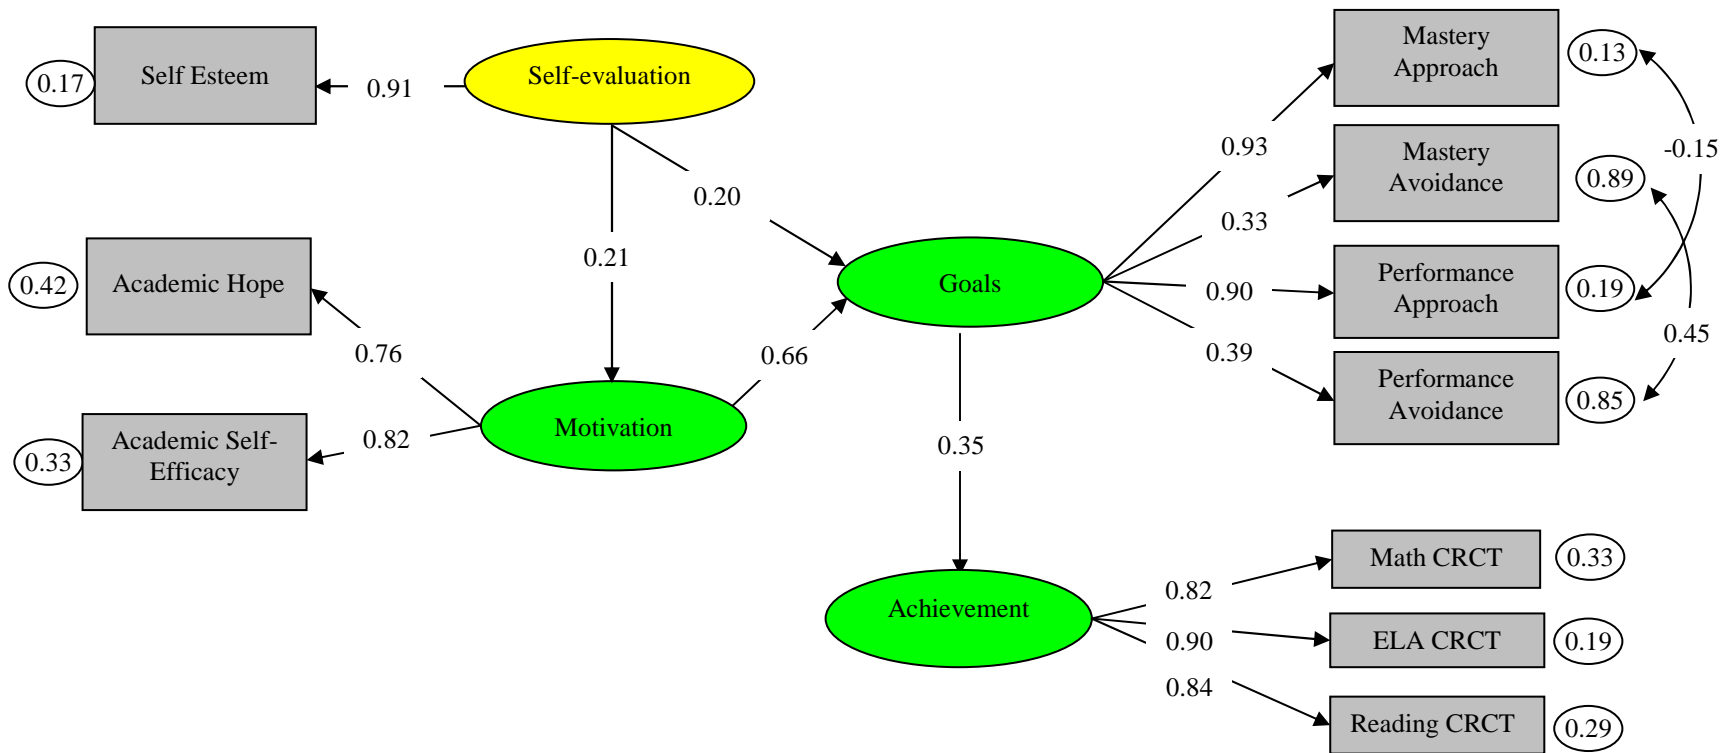 0.17
Self Esteem
0.91
Self-evaluation
0.20
0.21
0.42
Academic Hope
0.76
0.66
Goals
0.33
Academic Self-
Efficacy
0.82
Motivation
0.35
0.93
0.33
0.90
0.39
Mastery
Approach
0.13
-0.15
Mastery
Avoidance
0.89
Performance
Approach
0.19
0.45
Performance
Avoidance
0.85
Achievement
0.82
0.90
0.84
Math CRCT
0.33
ELA CRCT
0.19
Reading CRCT
0.29